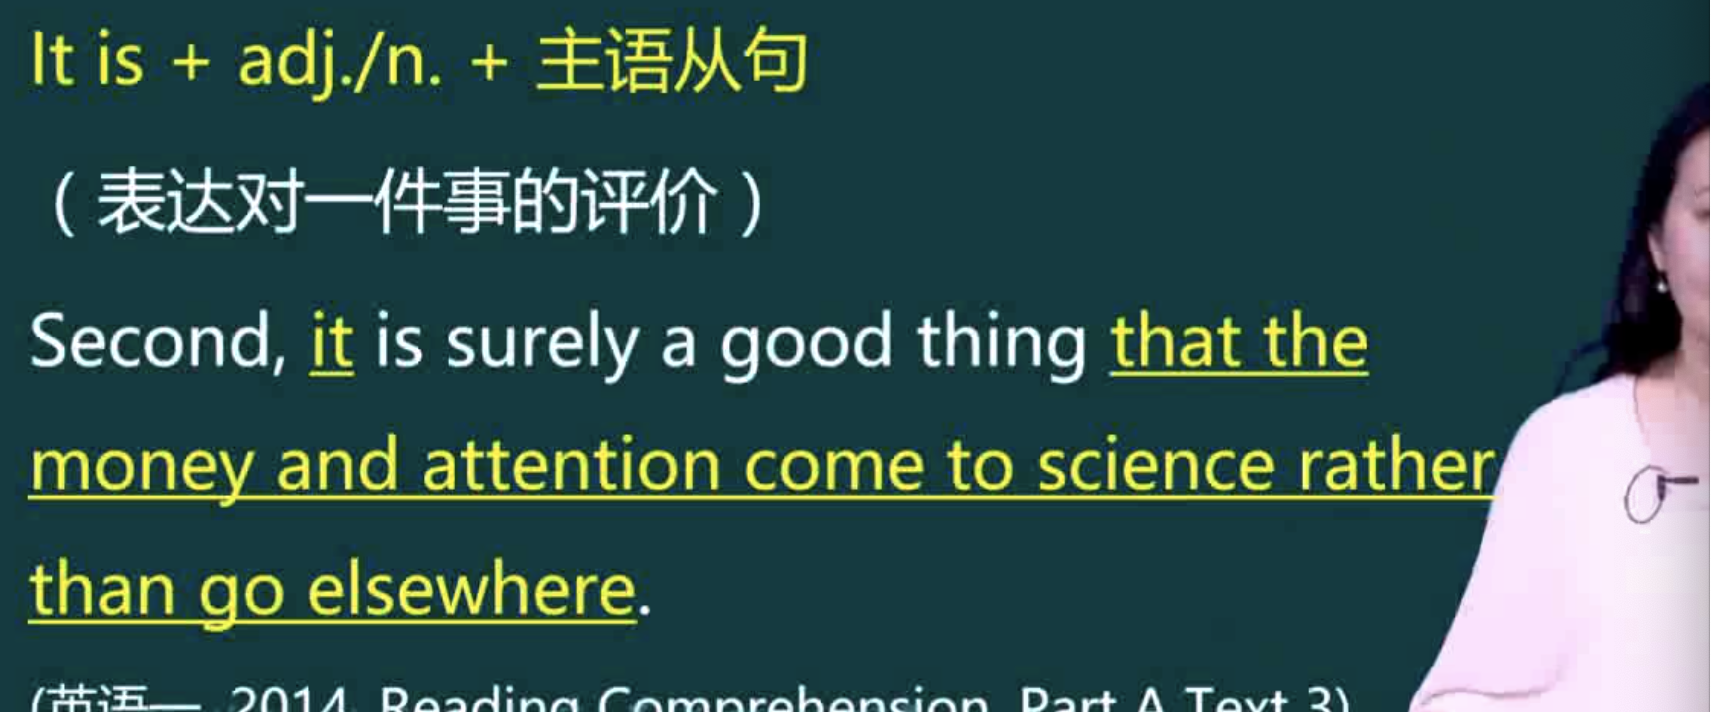 It is + adj./n. + 主语从句
（表达对一件事的评价）
Second, it is surely a good thing that the
money and attention come to science rather
than go elsewhere.
(英语一, 2014, Reading Comprehension, Part A Text 3)